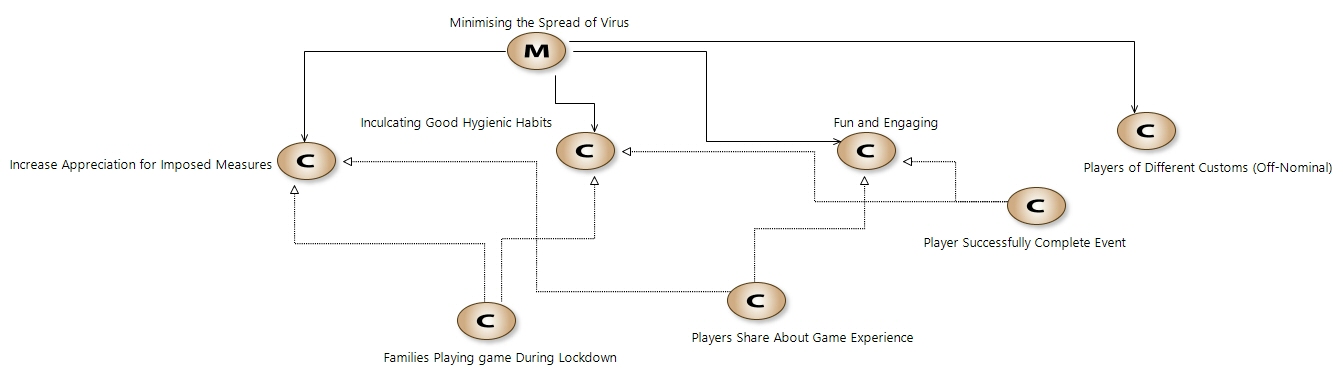 Minimising the Spread of Virus
M
Inculcating Good Hygienic Habits
C
Fun and Engaging
C
C
Players of Different Customs (Off-Nominal)
Increase Appreciation for Imposed Measures
C
C
Player Successfully Complete Event
C
Players Share About Game Experience
C
Families Playing game During Lockdown